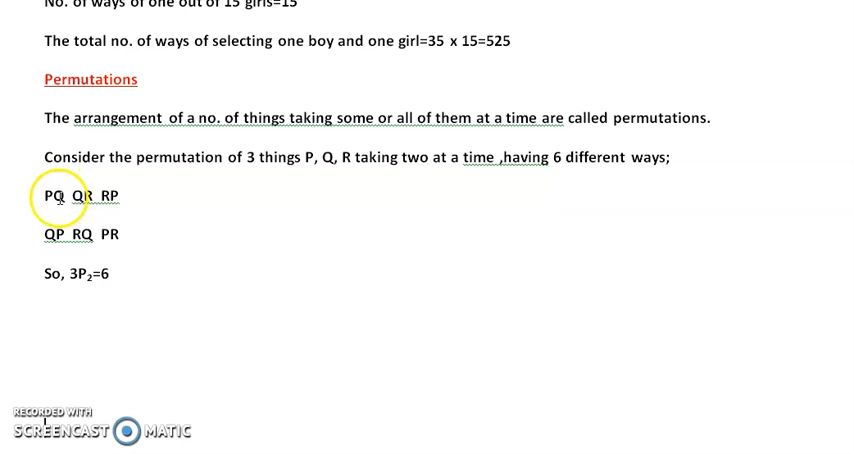 No. of ways of one out of 15 girls=15
The total no. of ways of selecting one boy and one girl=35 x 15=525
Permutations
The arrangement of a no. of things taking some or all of them at a time are called permutations.
Consider the permutation of 3 things P, Q, R taking two at a time ,having 6 different ways;
PQ QR RP
QP RQ PR
So, 3P₂=6
RECORDED WITH
SCREENCAST MATIC